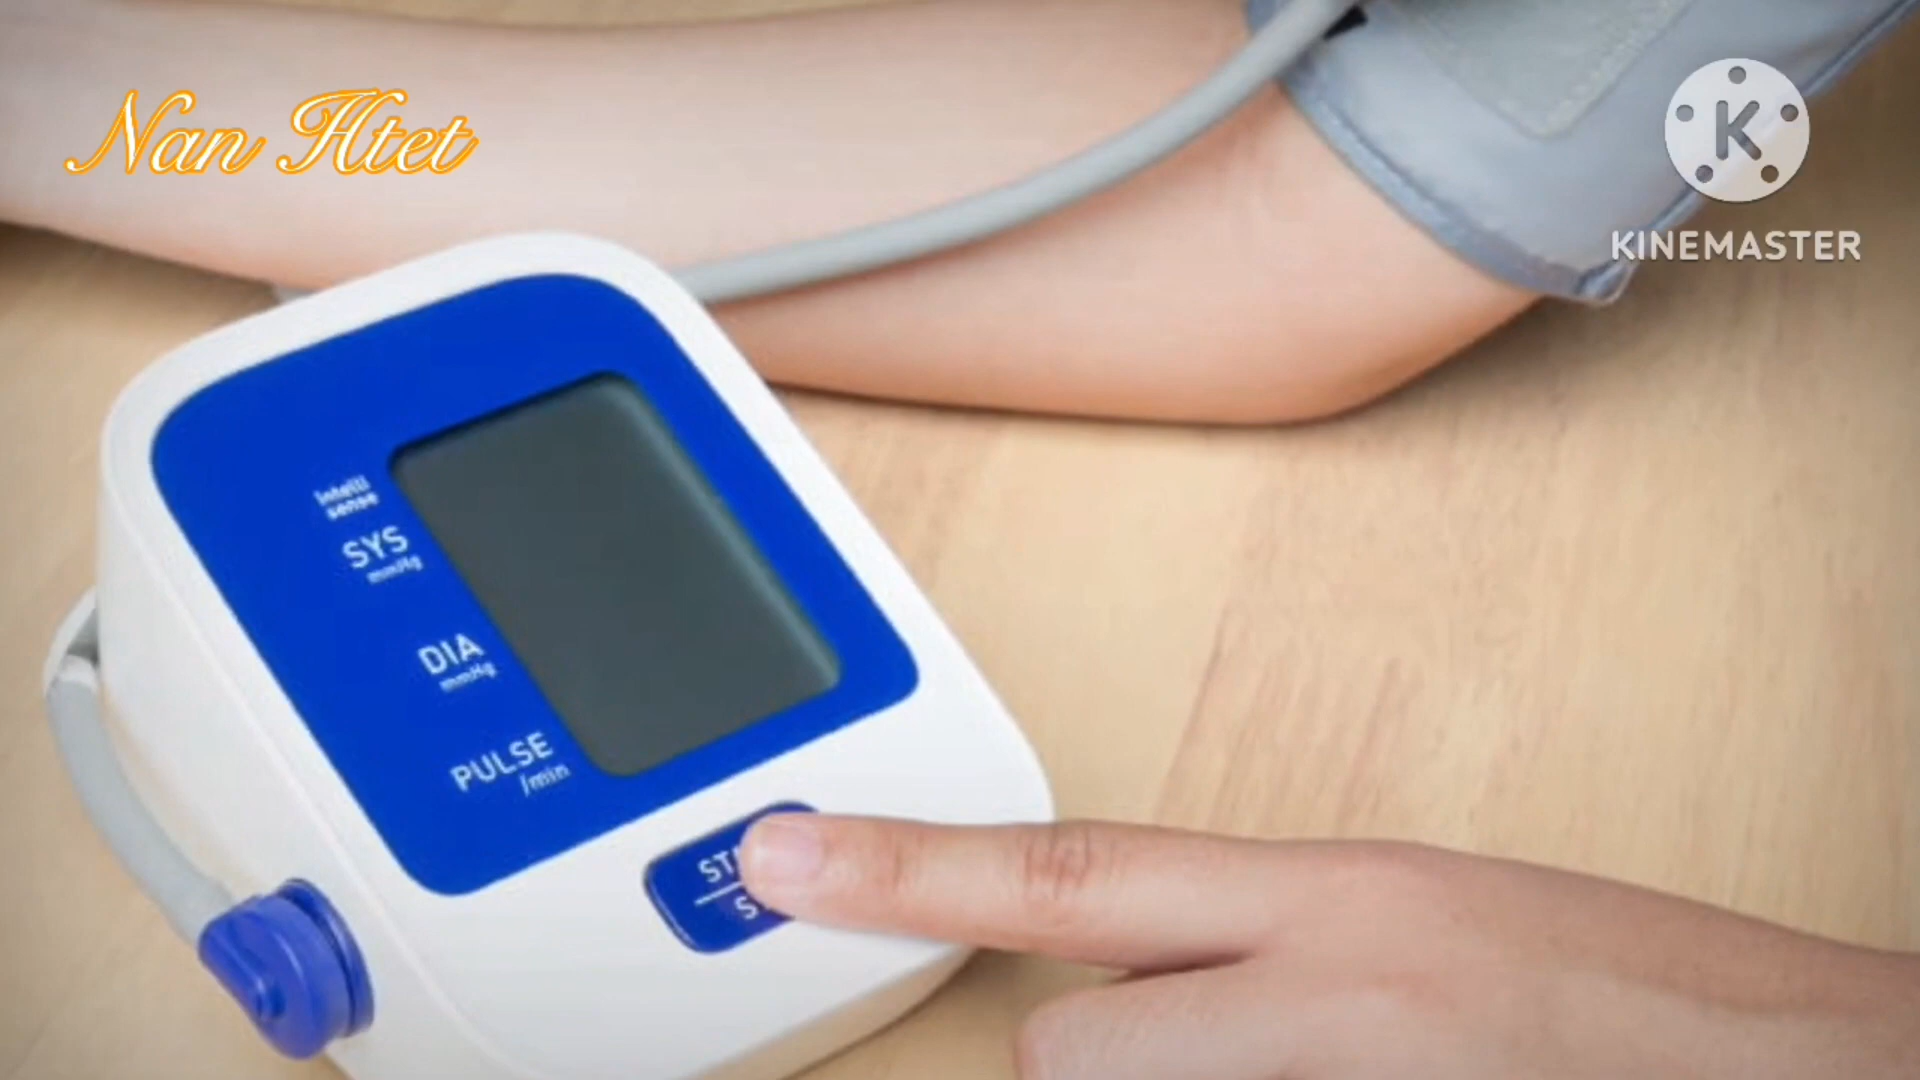 Nan Htet
K
KINEMASTER
intelli
sense
SYS
mmHg
DIA
mmHg
PULSE
/min